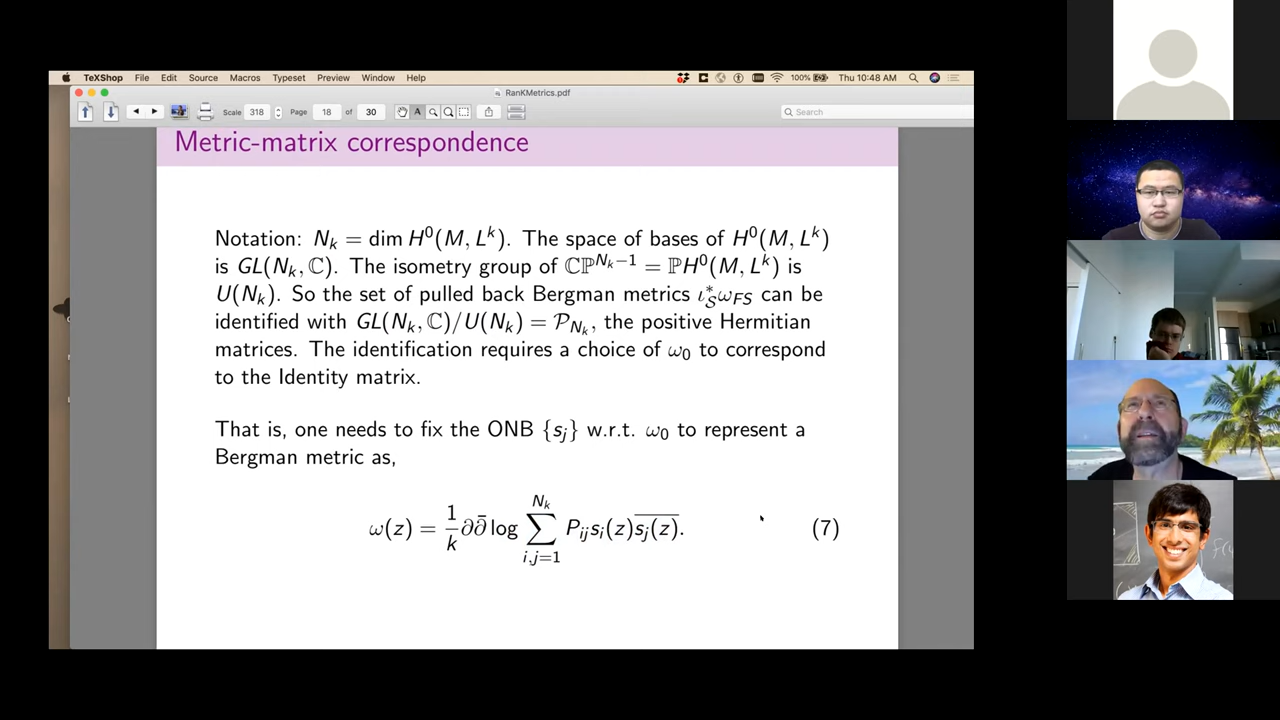 TeXShop File Edit Source Macros Typeset Preview Window Help 100% Thu 10:48 AM
RanKMetrics.pdf
Scale 318 Page 18 of 30 A Search
Metric-matrix correspondence
Notation: N_k = dim H^0(M, L^k). The space of bases of H^0(M, L^k)
is GL(N_k, ℂ). The isometry group of ℂℙ^{N_k−1} = ℙH^0(M, L^k) is
U(N_k). So the set of pulled back Bergman metrics ι_𝒮^* ω_{FS} can be
identified with GL(N_k, ℂ)/U(N_k) = 𝒫_{N_k}, the positive Hermitian
matrices. The identification requires a choice of ω_0 to correspond
to the Identity matrix.
That is, one needs to fix the ONB {s_j} w.r.t. ω_0 to represent a
Bergman metric as,
ω(z) = \frac{1}{k} ∂∂̄ log \sum_{i,j=1}^{N_k} P_{ij} s_i(z) \overline{s_j(z)}. (7)